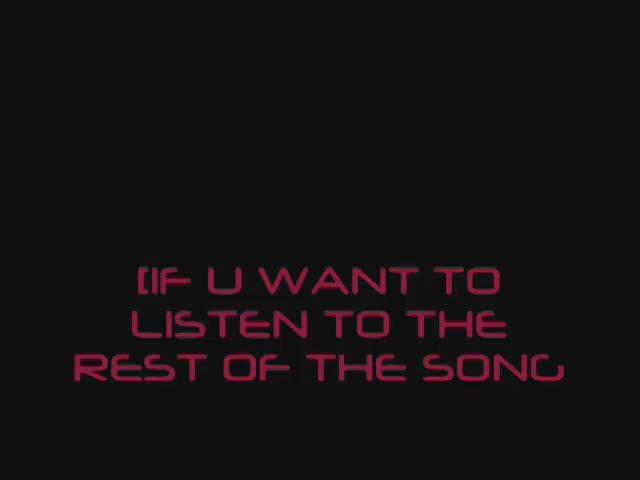 [IF U WANT TO
LISTEN TO THE
REST OF THE SONG